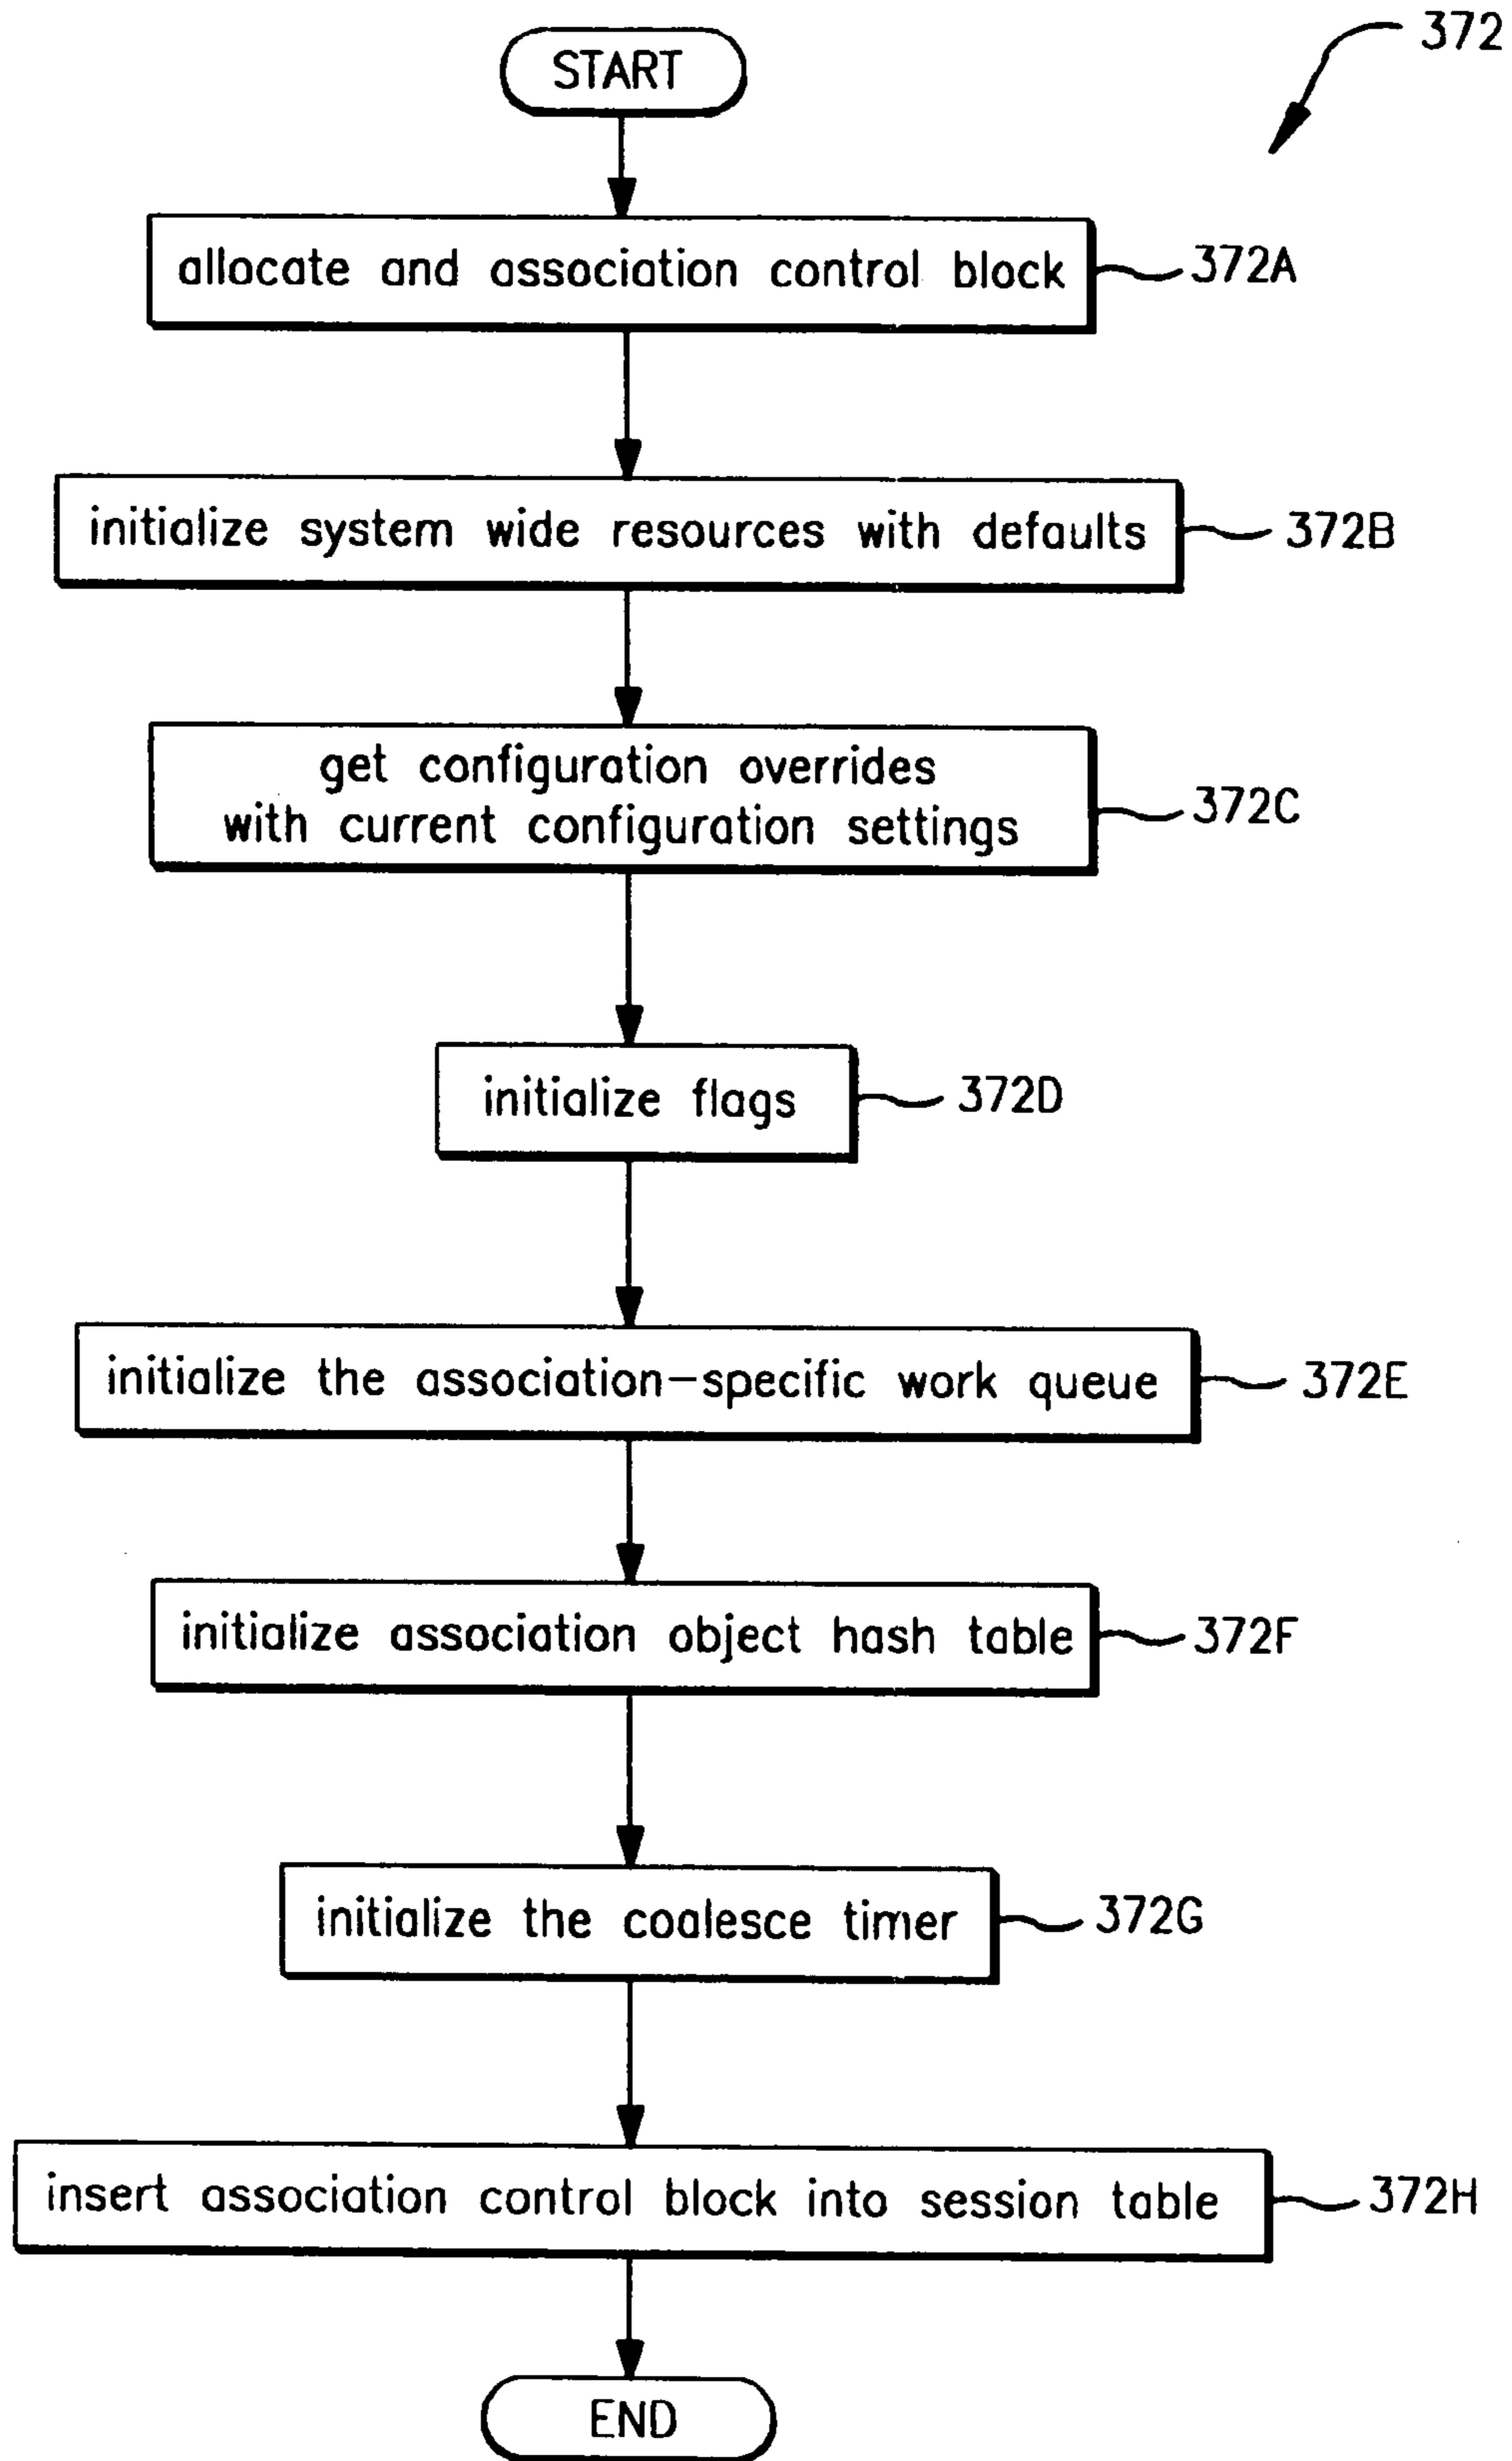 372
START
allocate and association control block
372A
initialize system wide resources with defaults
372B
get configuration overrides
with current configuration settings
372C
initialize flags
372D
initialize the association-specific work queue
372E
initialize association object hash table
372F
initialize the coalesce timer
372G
insert association control block into session table
372H
END